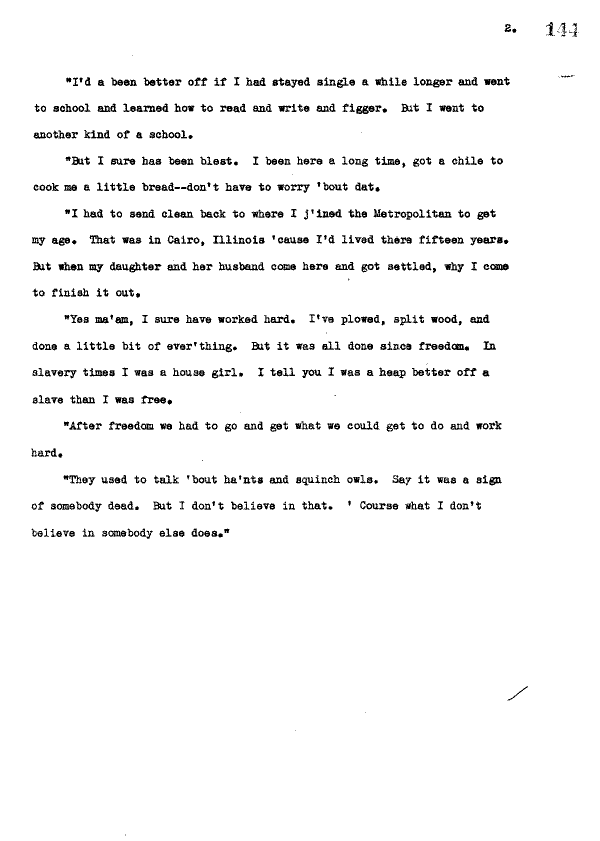 2. 144
"I'd a been better off if I had stayed single a while longer and went
to school and learned how to read and write and figger. But I went to
another kind of a school.
"But I sure has been blest. I been here a long time, got a chile to
cook me a little bread--don't have to worry 'bout dat.
"I had to send clean back to where I j'ined the Metropolitan to get
my age. That was in Cairo, Illinois 'cause I'd lived there fifteen years.
But when my daughter and her husband come here and got settled, why I come
to finish it out.
"Yes ma'am, I sure have worked hard. I've plowed, split wood, and
done a little bit of ever'thing. But it was all done since freedom. In
slavery times I was a house girl. I tell you I was a heap better off a
slave than I was free.
"After freedom we had to go and get what we could get to do and work
hard.
"They used to talk 'bout ha'nts and squinch owls. Say it was a sign
of somebody dead. But I don't believe in that. ' Course what I don't
believe in somebody else does."